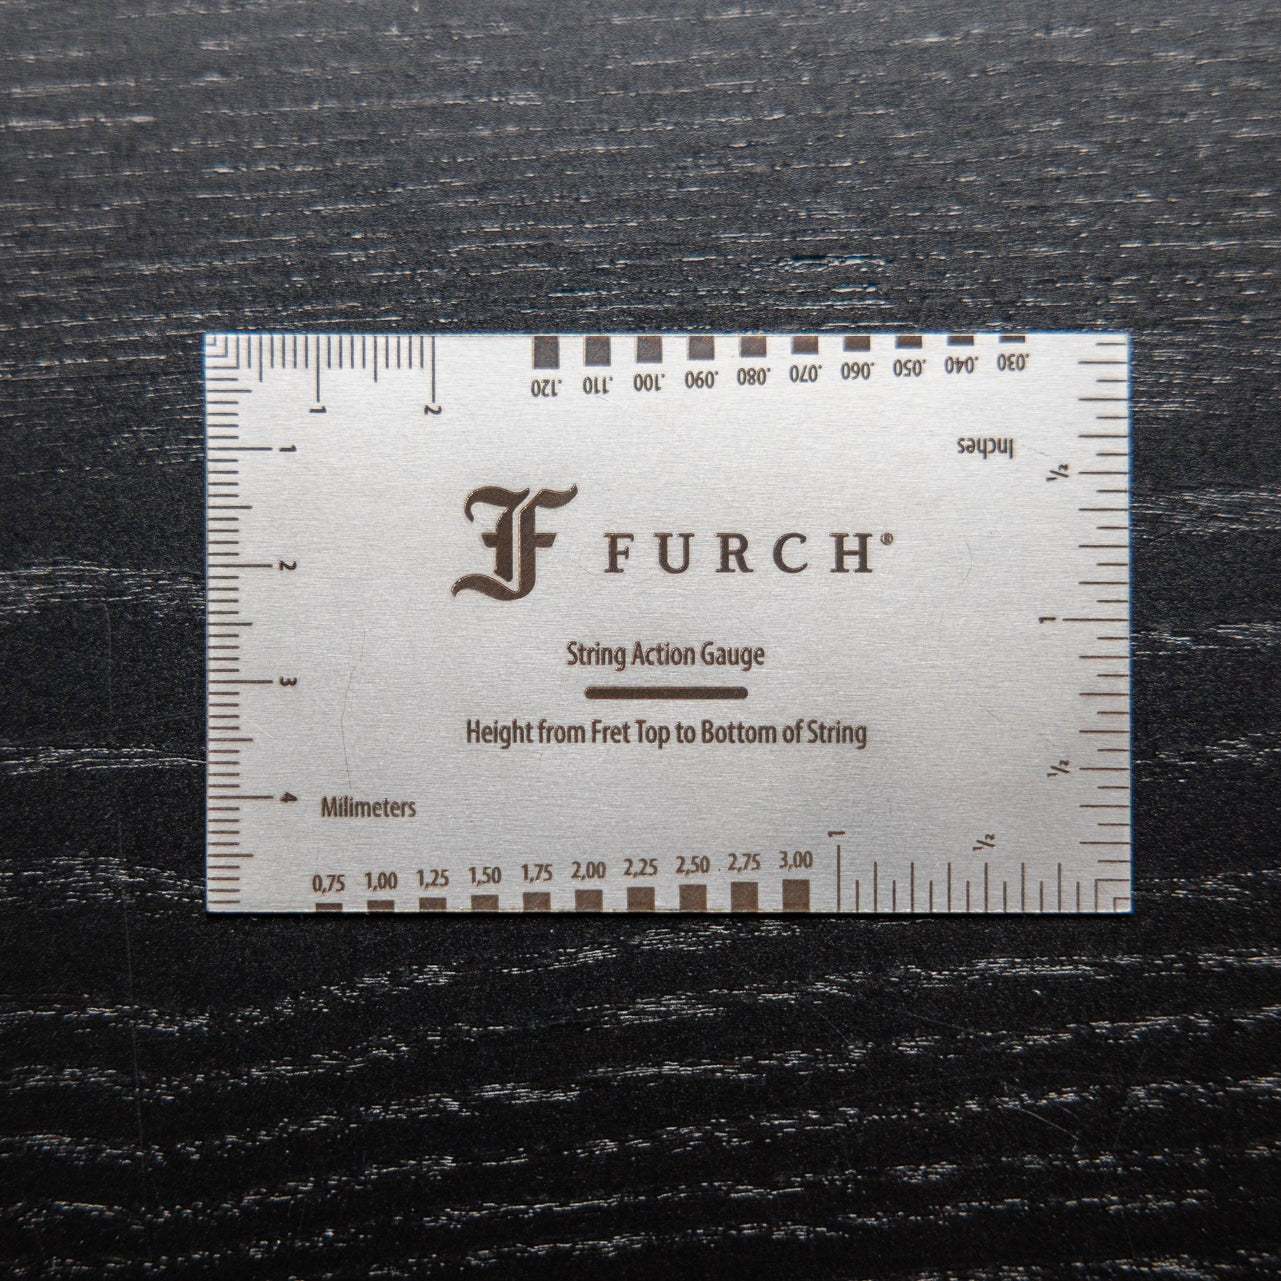 1 2
.120 .110 .100 .090 .080 .070 .060 .050 .040 .030
Inches
1
2
3
4
½
1
½
F FURCH®
String Action Gauge
Height from Fret Top to Bottom of String
Milimeters
0,75 1,00 1,25 1,50 1,75 2,00 2,25 2,50 2,75 3,00
1 ½